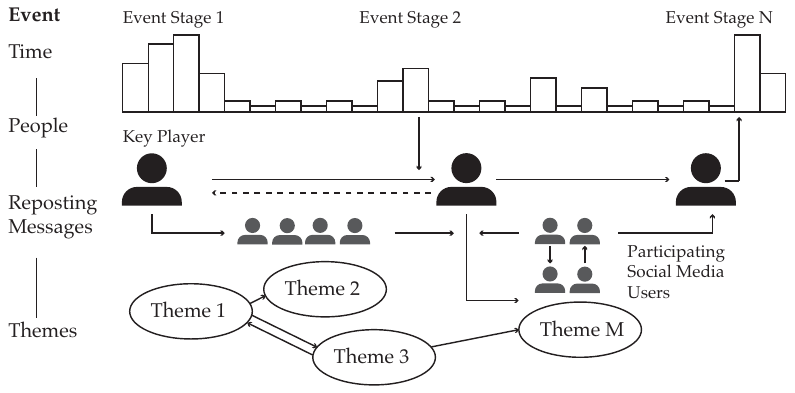 Event
Event Stage 1
Event Stage 2
Event Stage N
Time
People
Key Player
Reposting
Messages
Participating
Social Media
Users
Themes
Theme 1
Theme 2
Theme 3
Theme M